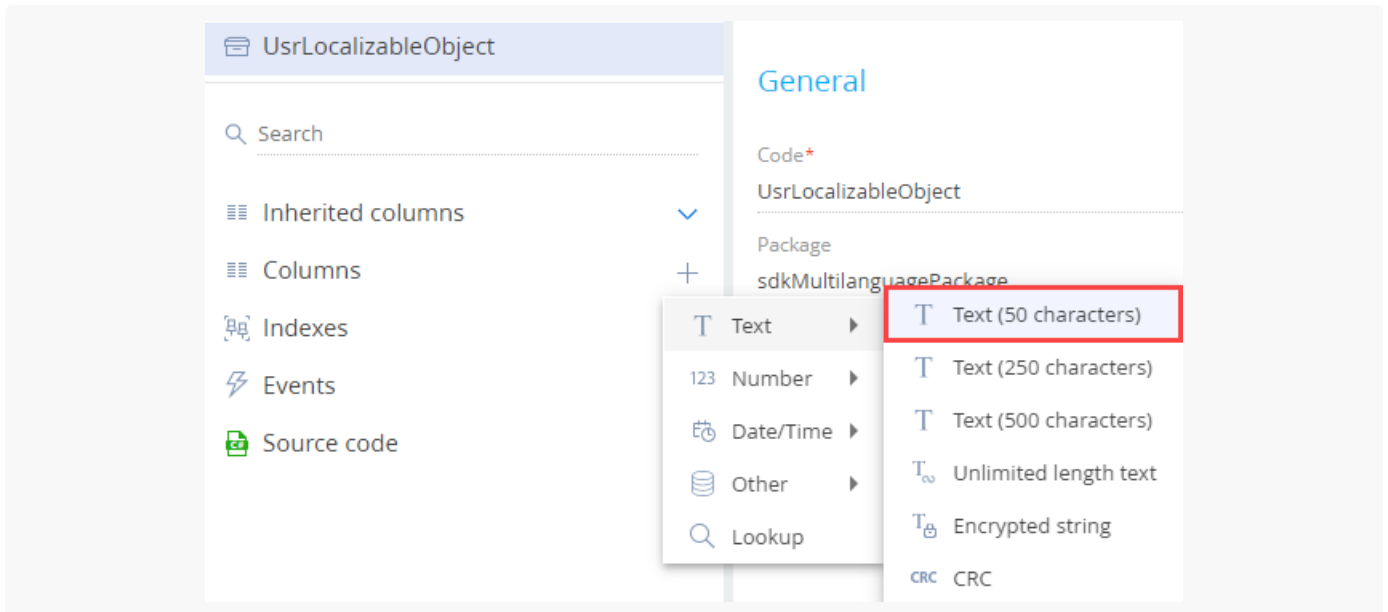 UsrLocalizableObject
Search
Inherited columns
Columns
Indexes
Events
C#
Source code
General
Code*
UsrLocalizableObject
Package
sdkMultilanguagePackage
T Text
123 Number
Date/Time
Other
Lookup
T Text (50 characters)
T Text (250 characters)
T Text (500 characters)
T Unlimited length text
T Encrypted string
CRC CRC